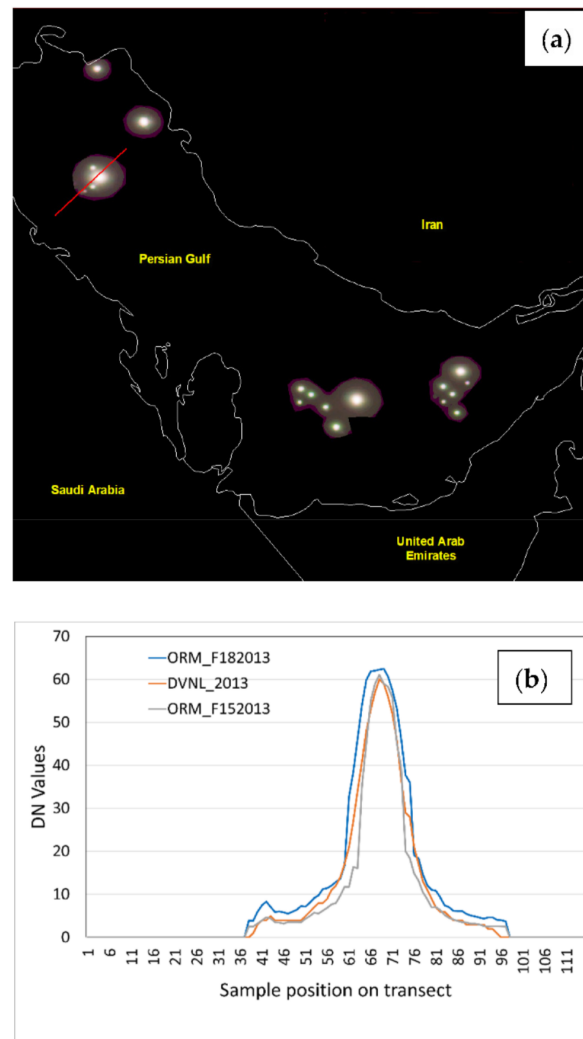 (a)
Iran
Persian Gulf
Saudi Arabia
United Arab
Emirates
70
60
50
40
30
20
10
0
DN Values
ORM_F182013
DVNL_2013
ORM_F152013
(b)
1 6 11 16 21 26 31 36 41 46 51 56 61 66 71 76 81 86 91 96 101 106 111
Sample position on transect